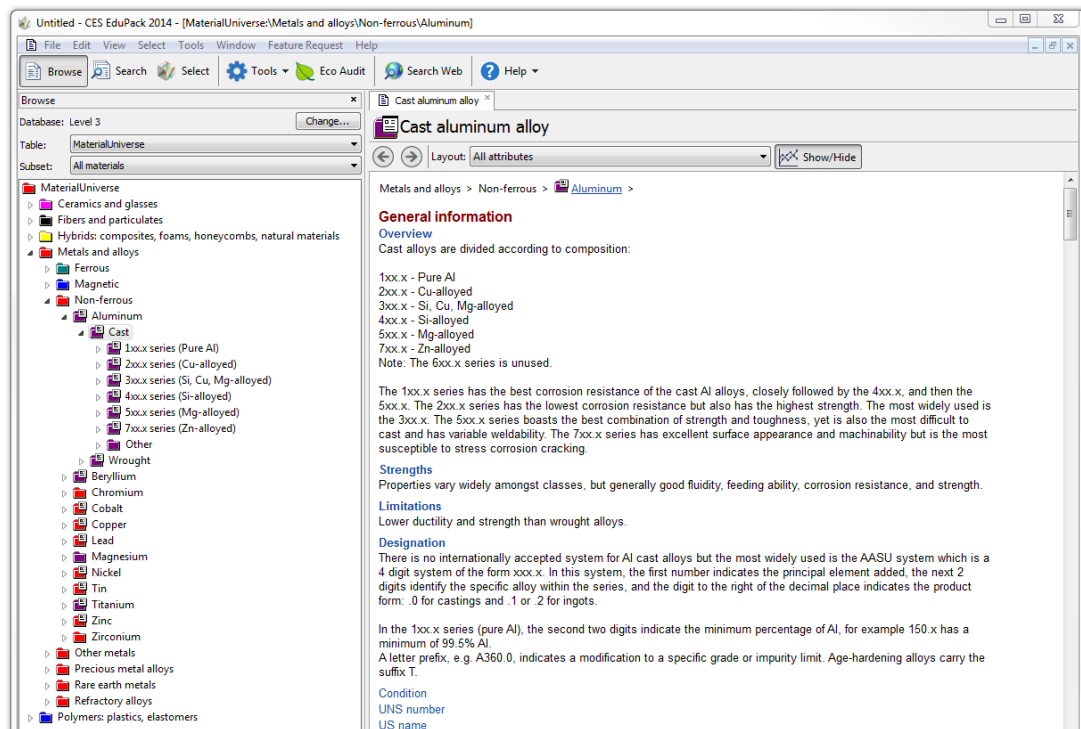 Untitled - CES EduPack 2014 - [MaterialUniverse:\Metals and alloys\Non-ferrous\Aluminum]
File Edit View Select Tools Window Feature Request Help
Browse Search Select Tools Eco Audit Search Web Help
Browse
Database: Level 3 Change...
Table: MaterialUniverse
Subset: All materials
MaterialUniverse
Ceramics and glasses
Fibers and particulates
Hybrids: composites, foams, honeycombs, natural materials
Metals and alloys
Ferrous
Magnetic
Non-ferrous
Aluminum
Cast
1xx.x series (Pure Al)
2xx.x series (Cu-alloyed)
3xx.x series (Si, Cu, Mg-alloyed)
4xx.x series (Si-alloyed)
5xx.x series (Mg-alloyed)
7xx.x series (Zn-alloyed)
Other
Wrought
Beryllium
Chromium
Cobalt
Copper
Lead
Magnesium
Nickel
Tin
Titanium
Zinc
Zirconium
Other metals
Precious metal alloys
Rare earth metals
Refractory alloys
Polymers: plastics, elastomers
Cast aluminum alloy
Cast aluminum alloy
Layout: All attributes Show/Hide
Metals and alloys > Non-ferrous > Aluminum >
General information
Overview
Cast alloys are divided according to composition:
1xx.x - Pure Al
2xx.x - Cu-alloyed
3xx.x - Si, Cu, Mg-alloyed
4xx.x - Si-alloyed
5xx.x - Mg-alloyed
7xx.x - Zn-alloyed
Note: The 6xx.x series is unused.
The 1xx.x series has the best corrosion resistance of the cast Al alloys, closely followed by the 4xx.x, and then the
5xx.x. The 2xx.x series has the lowest corrosion resistance but also has the highest strength. The most widely used is
the 3xx.x. The 5xx.x series boasts the best combination of strength and toughness, yet is also the most difficult to
cast and has variable weldability. The 7xx.x series has excellent surface appearance and machinability but is the most
susceptible to stress corrosion cracking.
Strengths
Properties vary widely amongst classes, but generally good fluidity, feeding ability, corrosion resistance, and strength.
Limitations
Lower ductility and strength than wrought alloys.
Designation
There is no internationally accepted system for Al cast alloys but the most widely used is the AASU system which is a
4 digit system of the form xxx.x. In this system, the first number indicates the principal element added, the next 2
digits identify the specific alloy within the series, and the digit to the right of the decimal place indicates the product
form: .0 for castings and .1 or .2 for ingots.
In the 1xx.x series (pure Al), the second two digits indicate the minimum percentage of Al, for example 150.x has a
minimum of 99.5% Al.
A letter prefix, e.g. A360.0, indicates a modification to a specific grade or impurity limit. Age-hardening alloys carry the
suffix T.
Condition
UNS number
US name